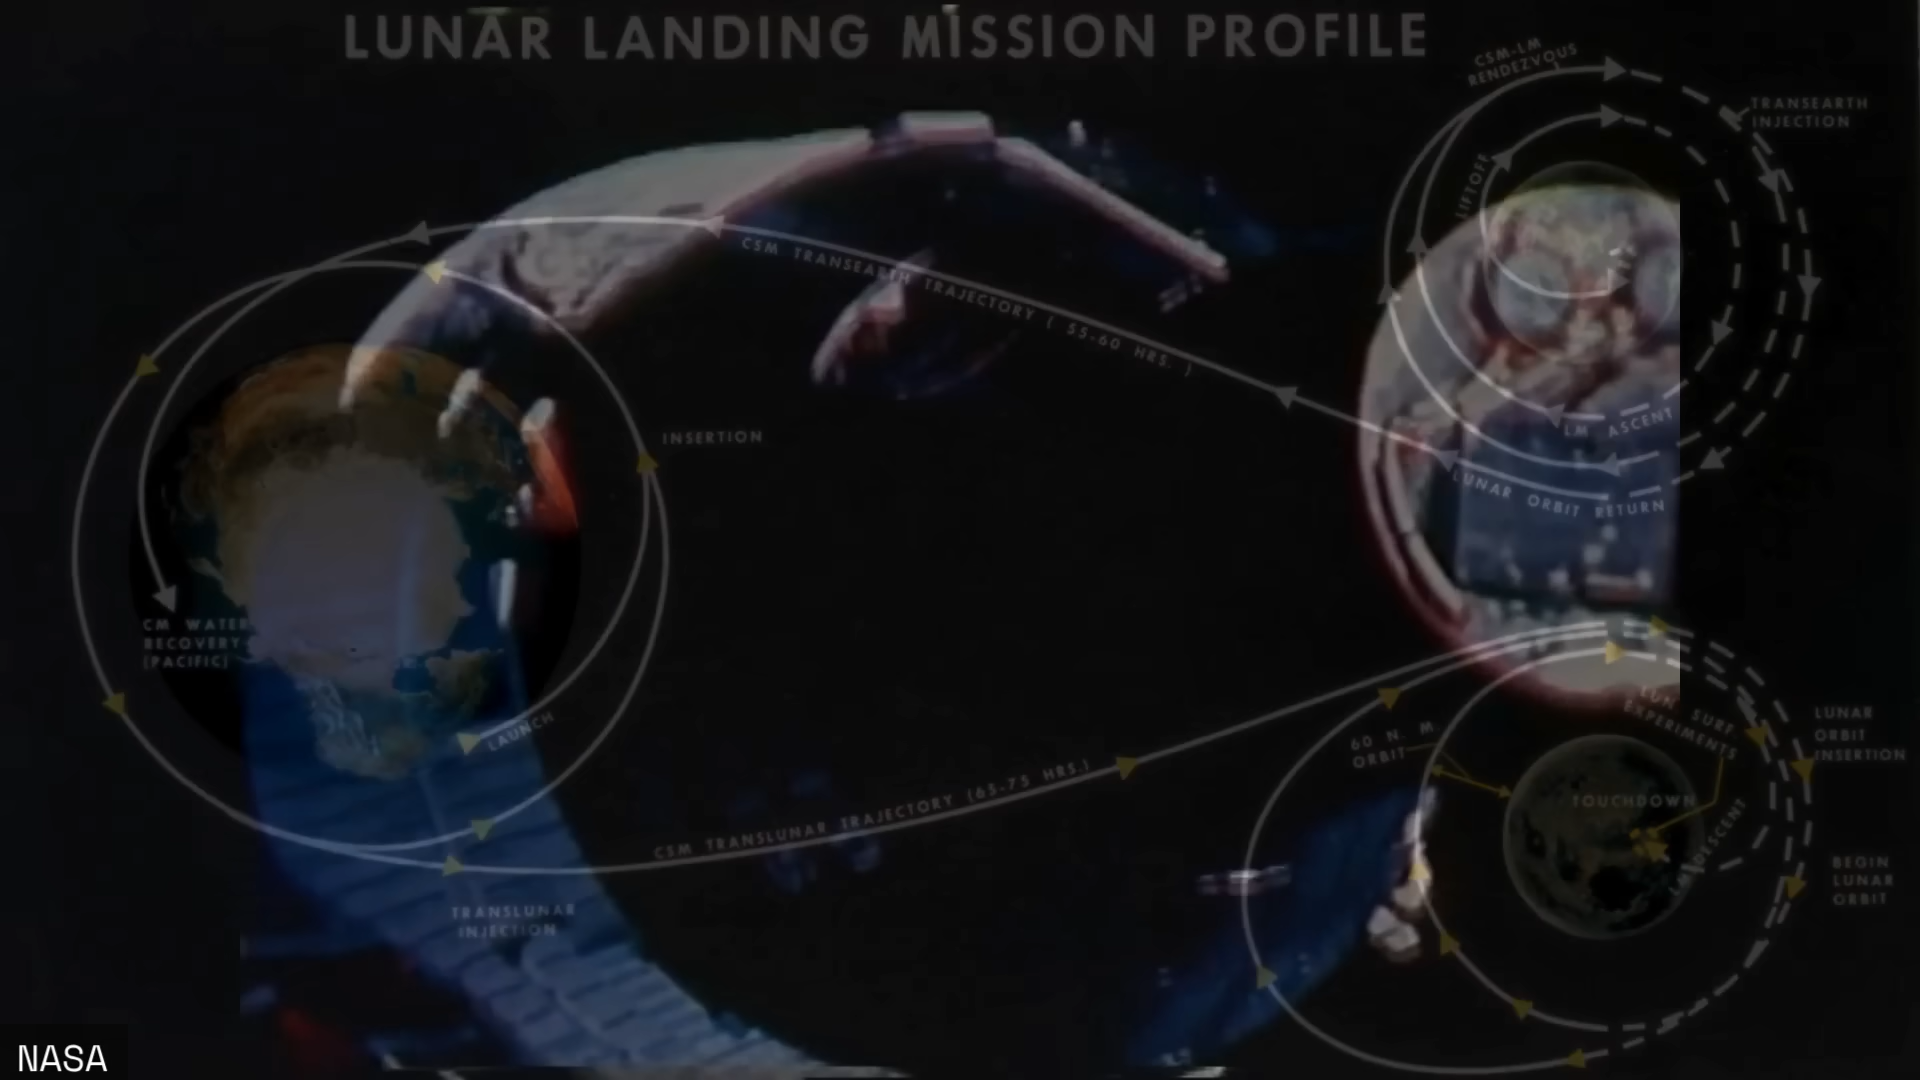 LUNAR LANDING MISSION PROFILE
CSM-LM
RENDEZVOUS
TRANSEARTH
INJECTION
LIFTOFF
CSM TRANSEARTH TRAJECTORY ( 55-60 HRS. )
LM ASCENT
INSERTION
LUNAR ORBIT RETURN
CM WATER
RECOVERY
(PACIFIC)
LAUNCH
60 N. M
ORBIT
LUN SURF
EXPERIMENTS
LUNAR
ORBIT
INSERTION
CSM TRANSLUNAR TRAJECTORY (65-75 HRS.)
TOUCHDOWN
LM DESCENT
BEGIN
LUNAR
ORBIT
TRANSLUNAR
INJECTION
NASA